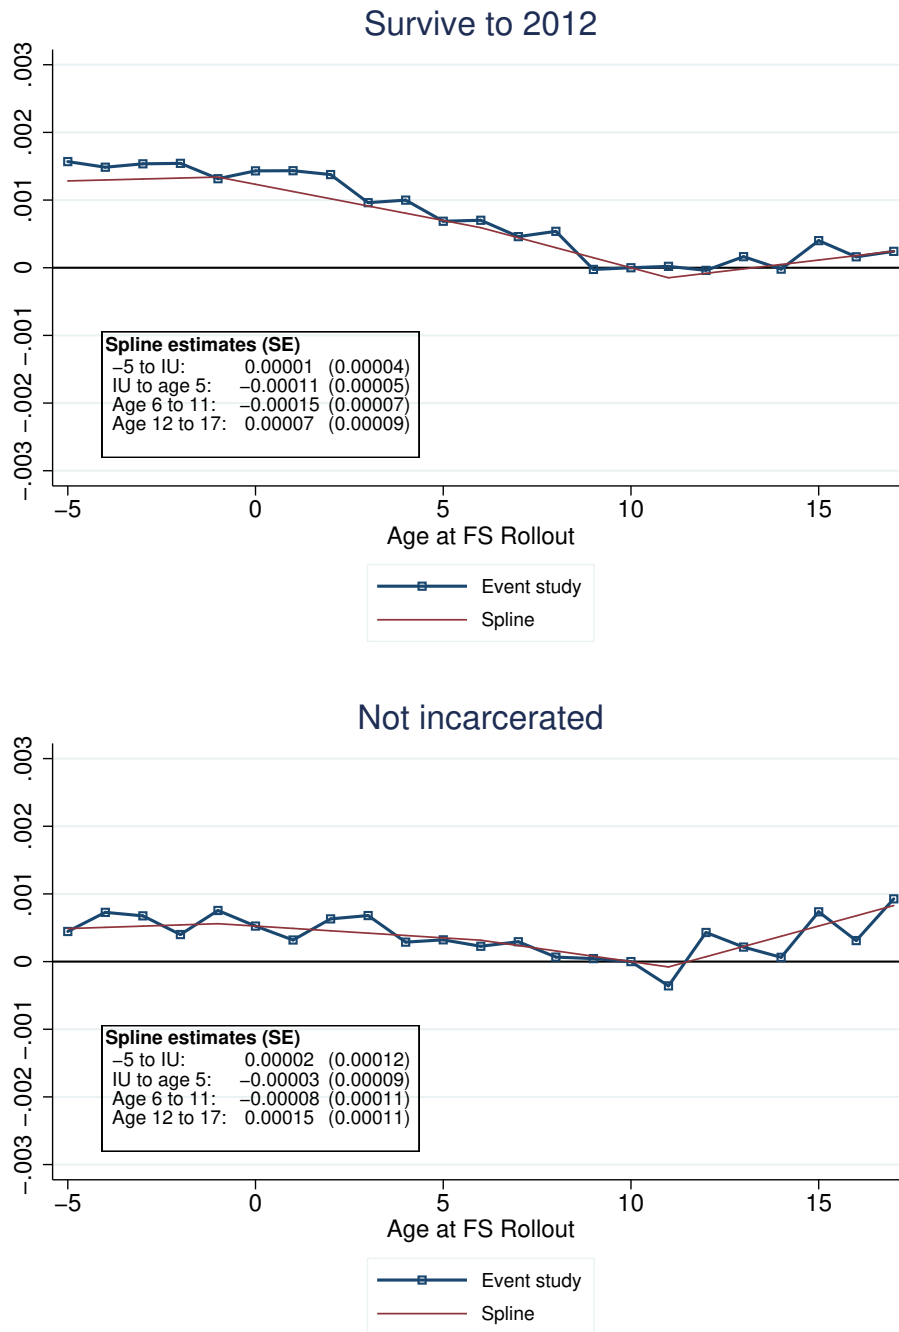 Survive to 2012
.003
.002
.001
0
−.001
−.002
−.003
Spline estimates (SE)
−5 to IU: 0.00001 (0.00004)
IU to age 5: −0.00011 (0.00005)
Age 6 to 11: −0.00015 (0.00007)
Age 12 to 17: 0.00007 (0.00009)
−5 0 5 10 15
Age at FS Rollout
Event study
Spline
Not incarcerated
.003
.002
.001
0
−.001
−.002
−.003
Spline estimates (SE)
−5 to IU: 0.00002 (0.00012)
IU to age 5: −0.00003 (0.00009)
Age 6 to 11: −0.00008 (0.00011)
Age 12 to 17: 0.00015 (0.00011)
−5 0 5 10 15
Age at FS Rollout
Event study
Spline